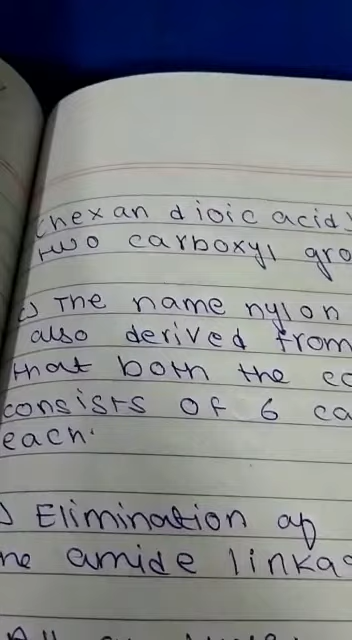 (hexan dioic acid)
two carboxyl gro
i) The name nylon
also derived from
that both the co
consists of 6 ca
each.
) Elimination of
he amide linkag